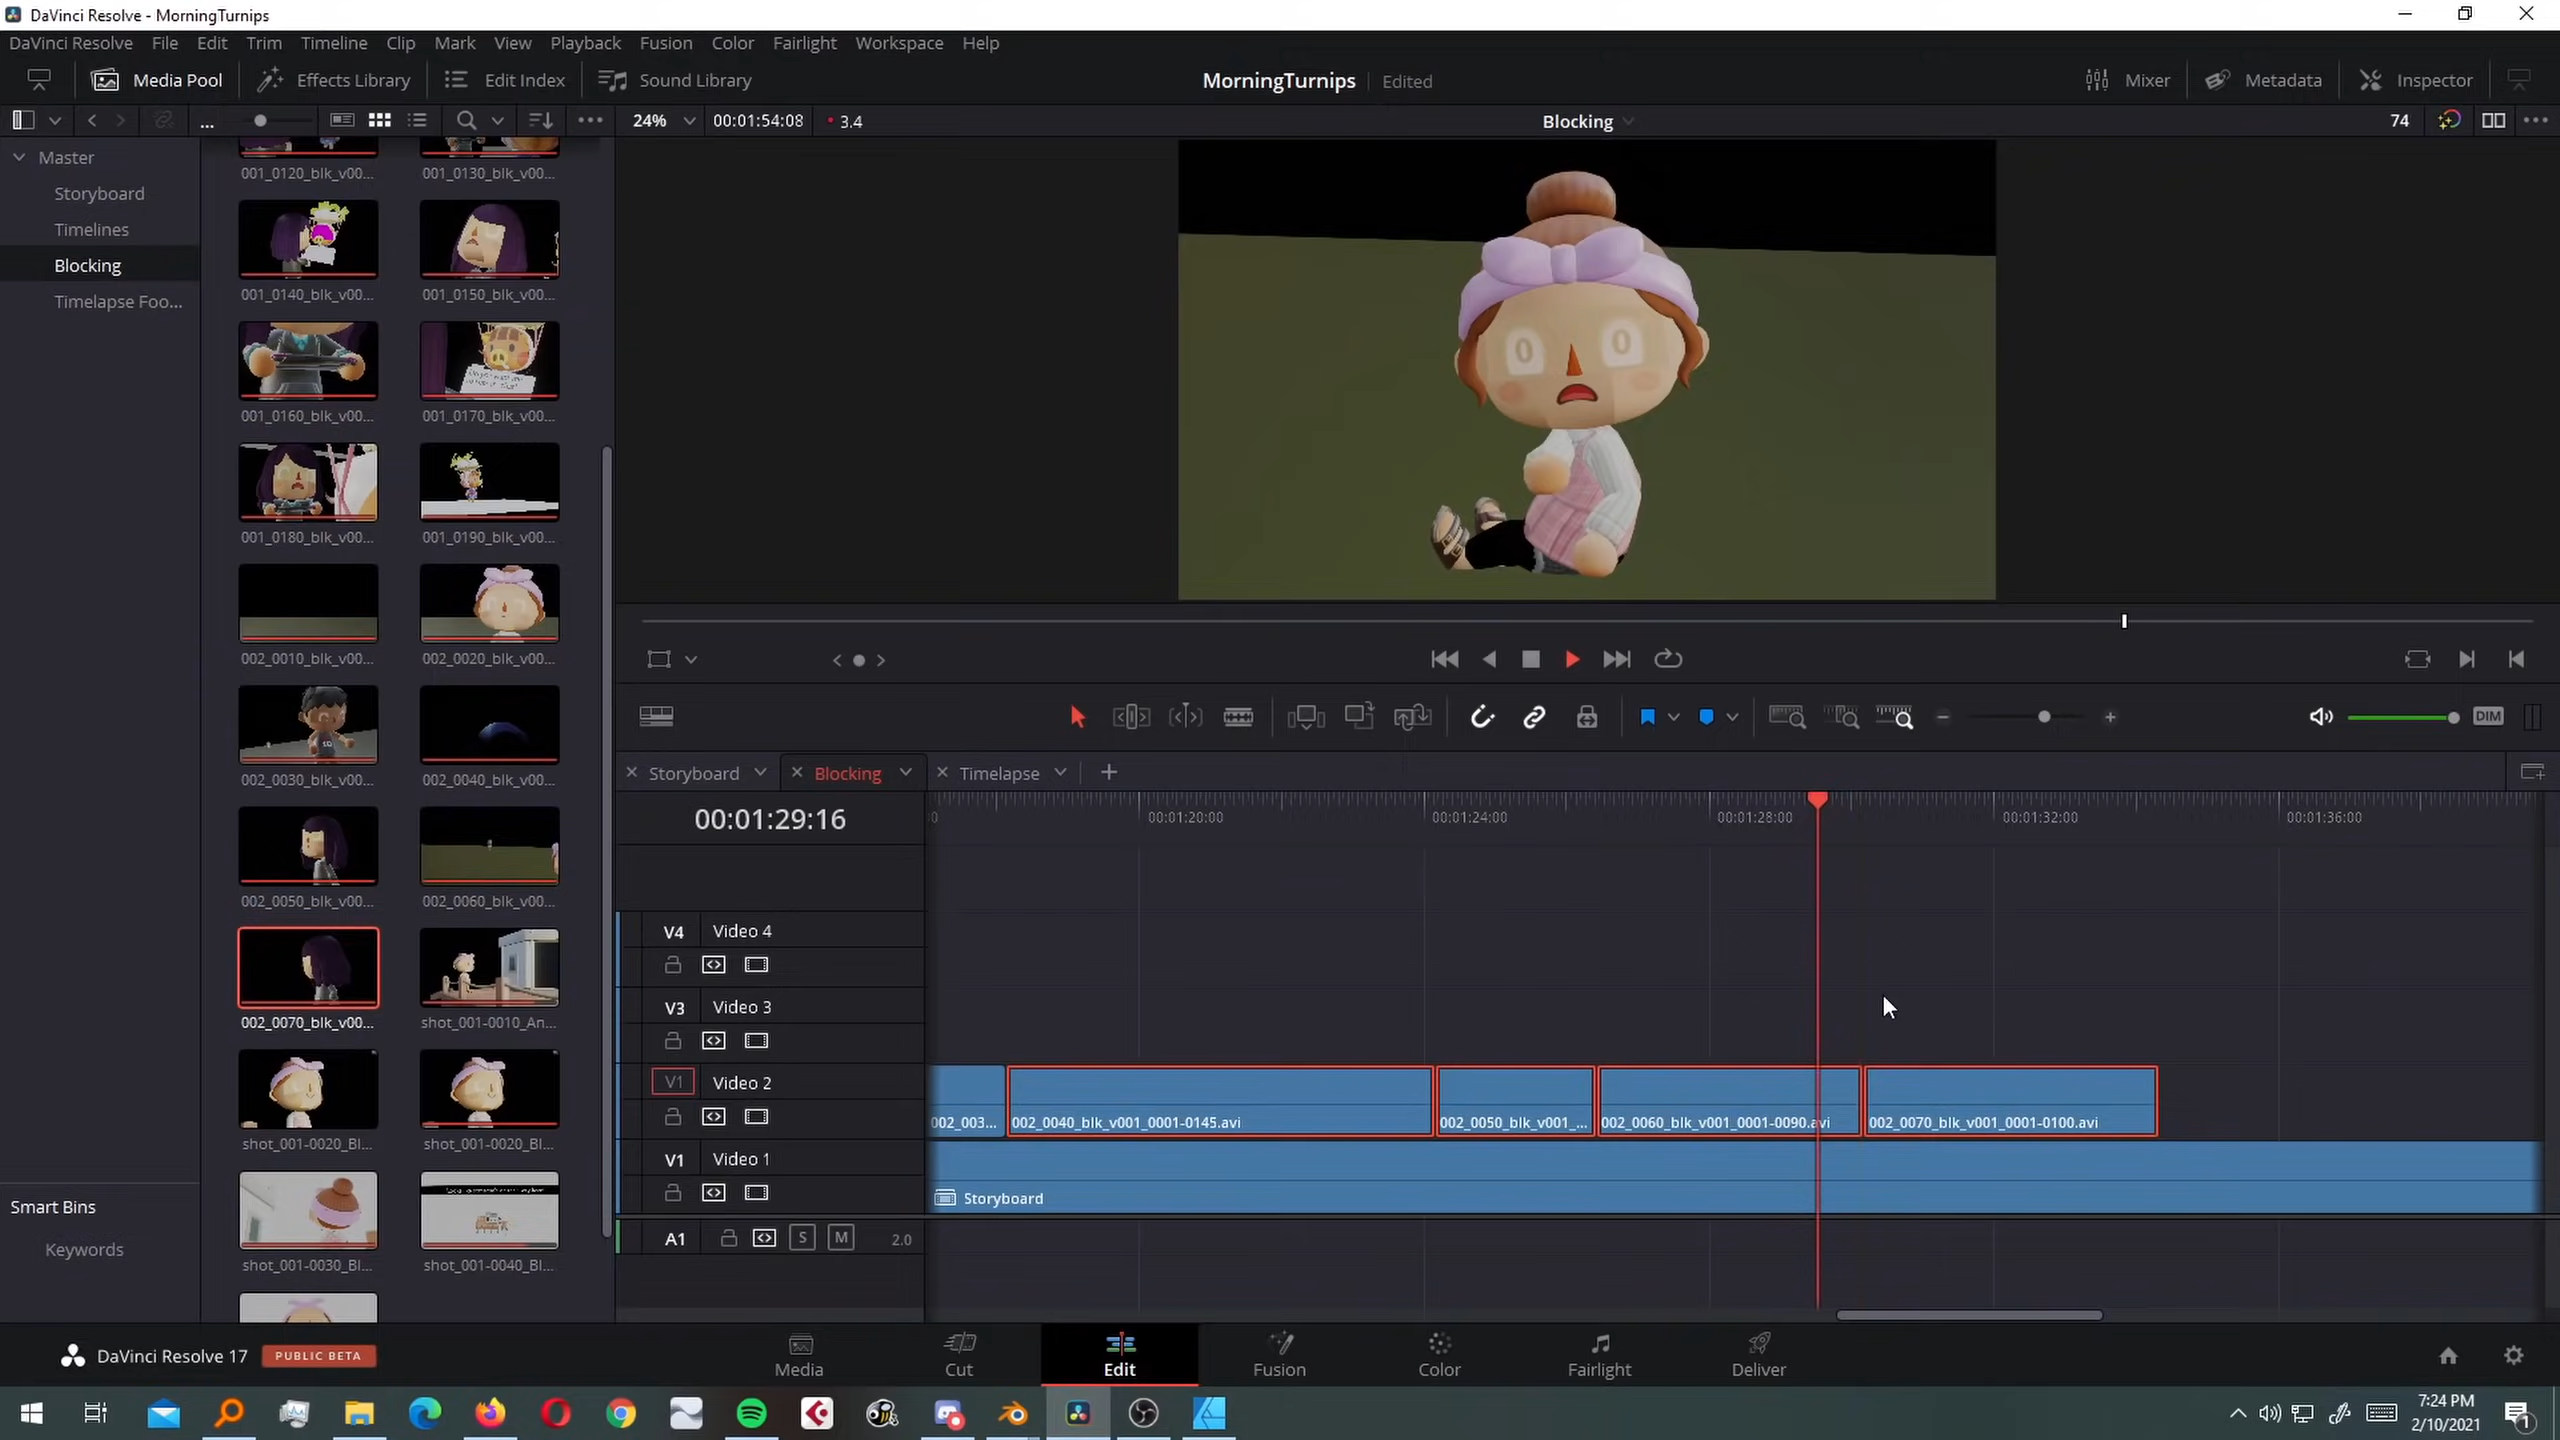 DaVinci Resolve - MorningTurnips
DaVinci Resolve File Edit Trim Timeline Clip Mark View Playback Fusion Color Fairlight Workspace Help
Media Pool Effects Library Edit Index Sound Library MorningTurnips Edited Mixer Metadata Inspector
... 24% 00:01:54:08 3.4 Blocking 74
Master
Storyboard
Timelines
Blocking
Timelapse Foo...
001_0120_blk_v00... 001_0130_blk_v00...
001_0140_blk_v00... 001_0150_blk_v00...
001_0160_blk_v00... 001_0170_blk_v00...
001_0180_blk_v00... 001_0190_blk_v00...
002_0010_blk_v00... 002_0020_blk_v00...
002_0030_blk_v00... 002_0040_blk_v00...
002_0050_blk_v00... 002_0060_blk_v00...
002_0070_blk_v00... shot_001-0010_An...
shot_001-0020_Bl... shot_001-0020_Bl...
shot_001-0030_Bl... shot_001-0040_Bl...
Smart Bins
Keywords
DIM
Storyboard Blocking Timelapse
00:01:29:16
00:01:20:00 00:01:24:00 00:01:28:00 00:01:32:00 00:01:36:00
V4 Video 4
V3 Video 3
V1 Video 2
002_003... 002_0040_blk_v001_0001-0145.avi 002_0050_blk_v001_... 002_0060_blk_v001_0001-0090.avi 002_0070_blk_v001_0001-0100.avi
V1 Video 1
Storyboard
A1 S M 2.0
DaVinci Resolve 17 PUBLIC BETA
Media Cut Edit Fusion Color Fairlight Deliver
7:24 PM
2/10/2021
1